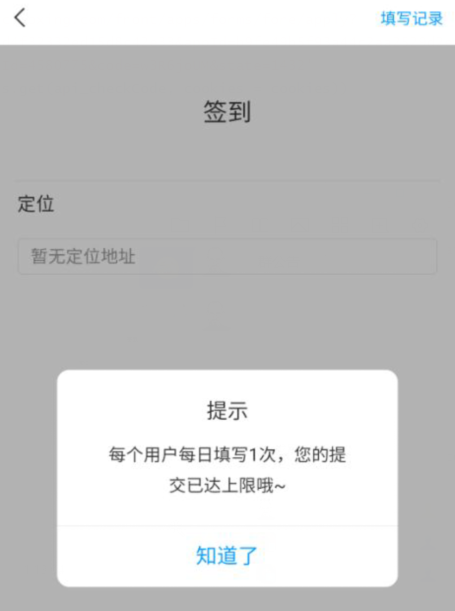 填写记录
签到
定位
暂无定位地址
提示
每个用户每日填写1次，您的提
交已达上限哦~
知道了